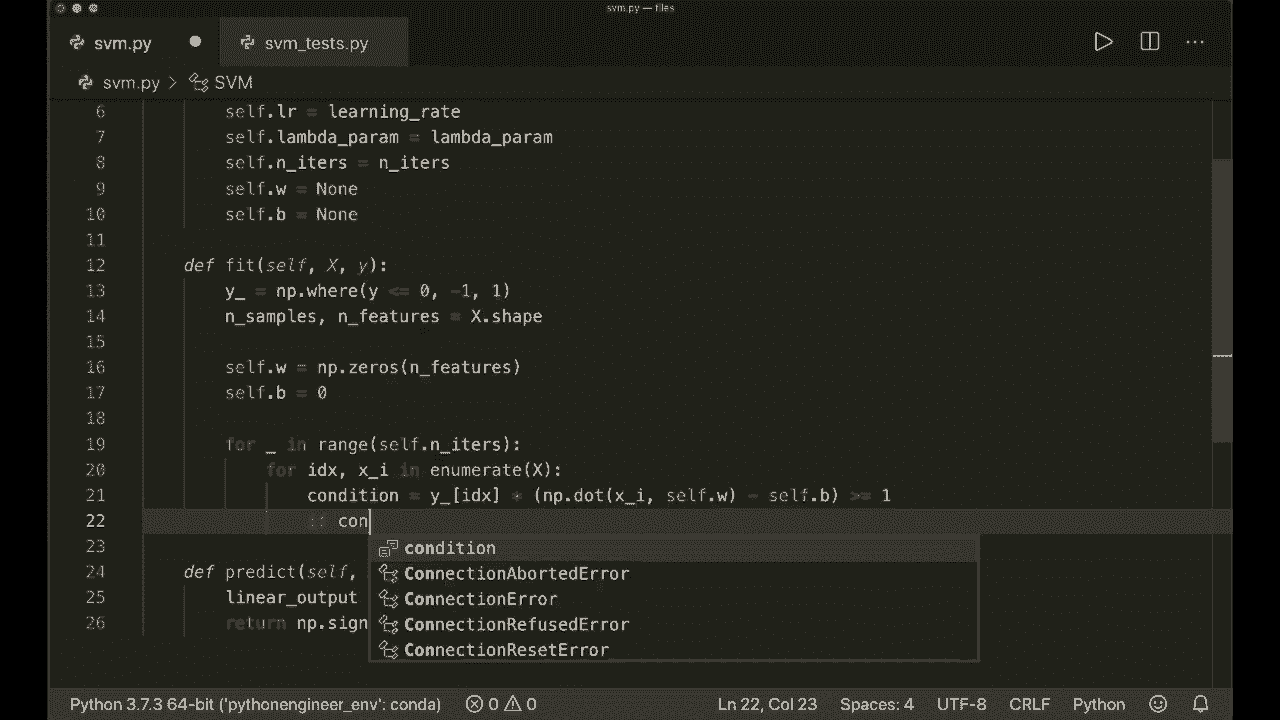 svm.py — files
svm.py
svm_tests.py
svm.py > SVM
6 self.lr = learning_rate
7 self.lambda_param = lambda_param
8 self.n_iters = n_iters
9 self.w = None
10 self.b = None
11
12 def fit(self, X, y):
13 y_ = np.where(y <= 0, -1, 1)
14 n_samples, n_features = X.shape
15
16 self.w = np.zeros(n_features)
17 self.b = 0
18
19 for _ in range(self.n_iters):
20 for idx, x_i in enumerate(X):
21 condition = y_[idx] * (np.dot(x_i, self.w) - self.b) >= 1
22 if con
23
condition
24 def predict(self,
ConnectionAbortedError
25 linear_output
ConnectionError
26 return np.sign
ConnectionRefusedError
ConnectionResetError
Python 3.7.3 64-bit ('pythonengineer_env': conda) 0 0 Ln 22, Col 23 Spaces: 4 UTF-8 CRLF Python